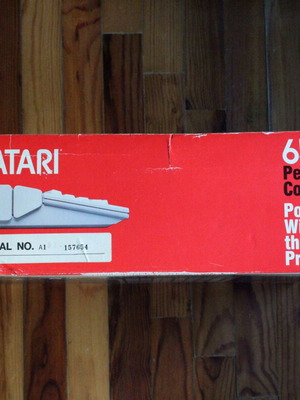 ATARI
AL NO. A1 157654
6
Pe
Co
Po
Wi
th
Pr